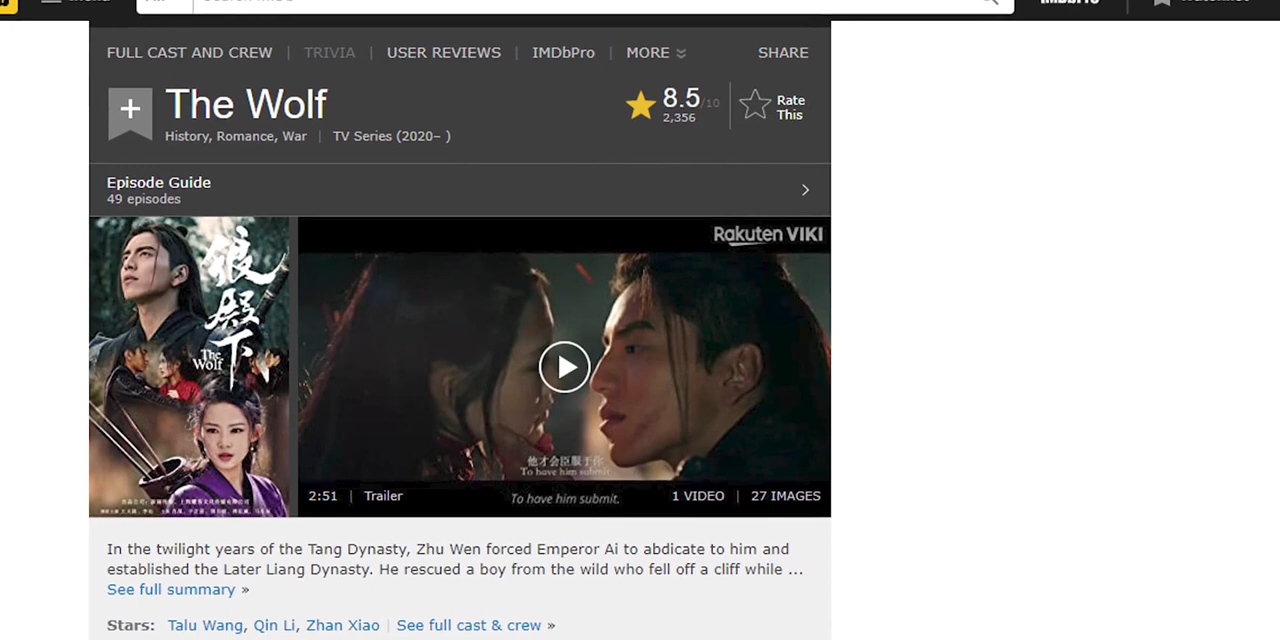 FULL CAST AND CREW | TRIVIA | USER REVIEWS | IMDbPro | MORE SHARE
The Wolf
8.5/10
2,356
Rate
This
History, Romance, War | TV Series (2020– )
Episode Guide
49 episodes
Rakuten VIKI
狼
殿
下
The
Wolf
他才会臣服于你
To have him submit
2:51 | Trailer
To have him submit.
1 VIDEO | 27 IMAGES
In the twilight years of the Tang Dynasty, Zhu Wen forced Emperor Ai to abdicate to him and
established the Later Liang Dynasty. He rescued a boy from the wild who fell off a cliff while ...
See full summary »
Stars: Talu Wang, Qin Li, Zhan Xiao | See full cast & crew »